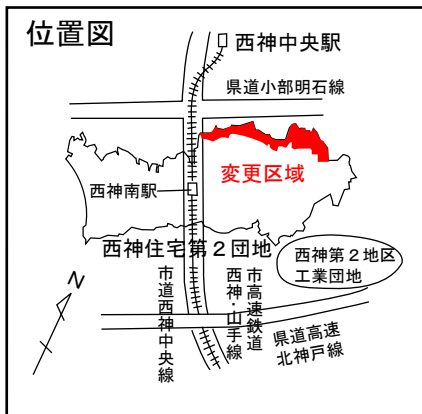 位置図
西神中央駅
県道小部明石線
変更区域
西神南駅
西神住宅第2団地
西神第2地区
工業団地
N
市道西神中央線
市高速鉄道
西神・山手線
県道高速
北神戸線